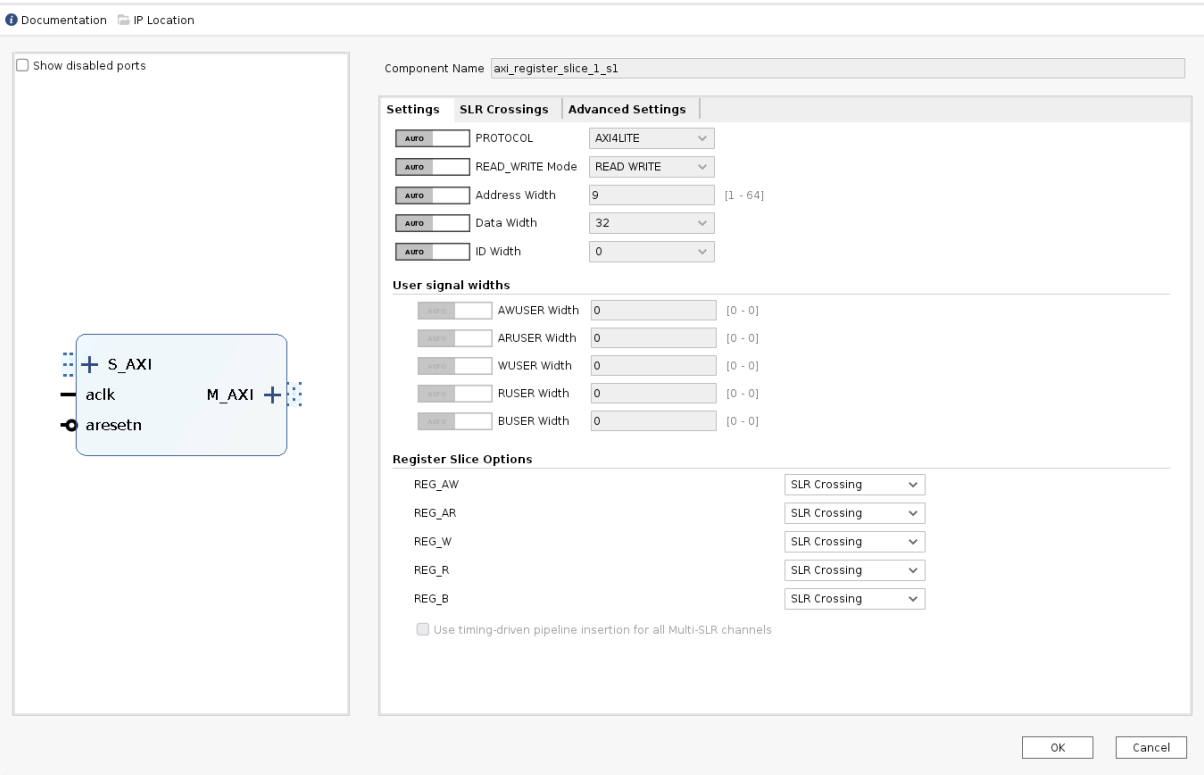 Documentation IP Location
Show disabled ports
S_AXI
aclk M_AXI
aresetn
Component Name axi_register_slice_1_s1
Settings SLR Crossings Advanced Settings
AUTO PROTOCOL AXI4LITE
AUTO READ_WRITE Mode READ WRITE
AUTO Address Width 9 [1 - 64]
AUTO Data Width 32
AUTO ID Width 0
User signal widths
AUTO AWUSER Width 0 [0 - 0]
AUTO ARUSER Width 0 [0 - 0]
AUTO WUSER Width 0 [0 - 0]
AUTO RUSER Width 0 [0 - 0]
AUTO BUSER Width 0 [0 - 0]
Register Slice Options
REG_AW SLR Crossing
REG_AR SLR Crossing
REG_W SLR Crossing
REG_R SLR Crossing
REG_B SLR Crossing
Use timing-driven pipeline insertion for all Multi-SLR channels
OK Cancel